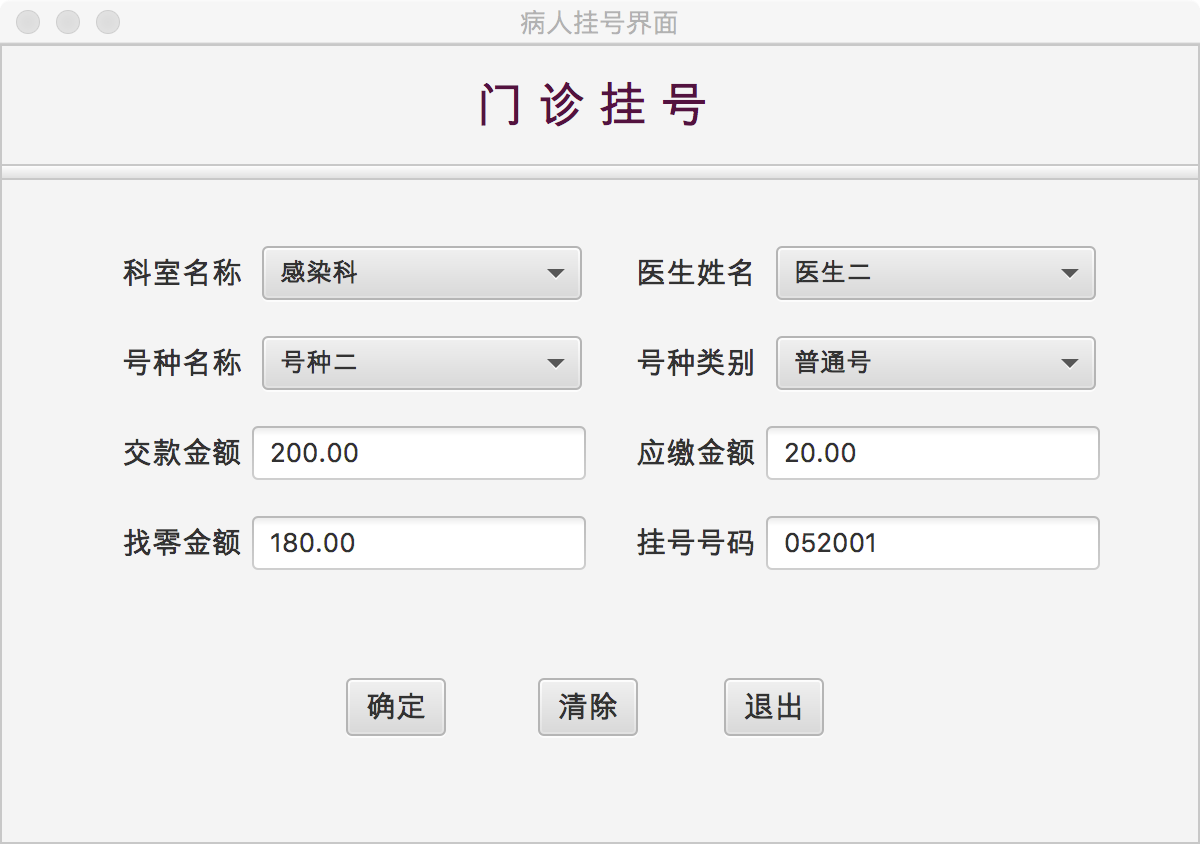 病人挂号界面
门诊挂号
科室名称 感染科 医生姓名 医生二
号种名称 号种二 号种类别 普通号
交款金额 200.00 应缴金额 20.00
找零金额 180.00 挂号号码 052001
确定 清除 退出